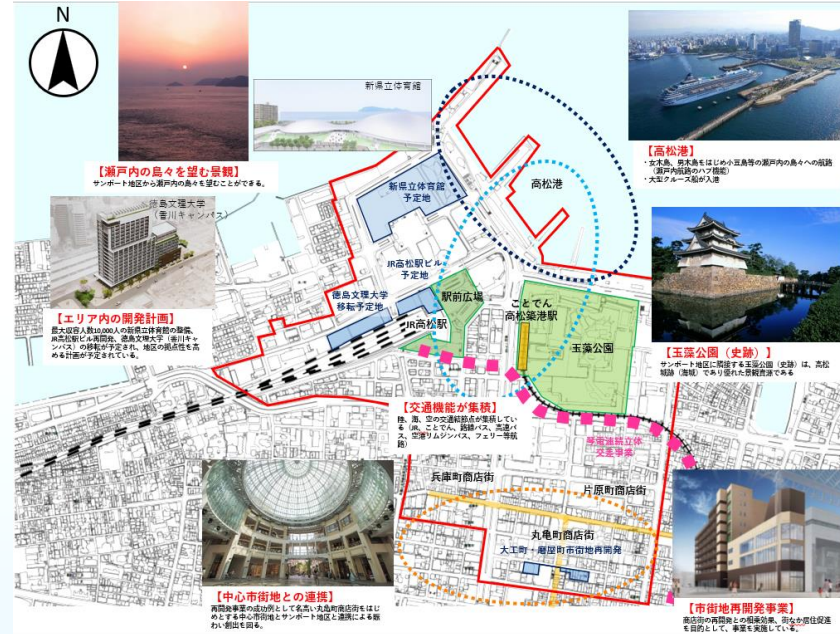 N
新県立体育館
【瀬戸内の島々を望む景観】
サンポート地区から瀬戸内の島々を望むことができる。
【高松港】
・女木島、男木島をはじめ小豆島等の瀬戸内の島々への航路
（瀬戸内航路のハブ機能）
・大型クルーズ船が入港
新県立体育館
予定地
高松港
徳島文理大学
（香川キャンパス）
JR高松駅ビル
予定地
徳島文理大学
移転予定地
駅前広場
JR高松駅
ことでん
高松築港駅
玉藻公園
【エリア内の開発計画】
最大収容人数10,000人の新県立体育館の整備、
JR高松駅ビル再開発、徳島文理大学（香川キャ
ンパス）の移転が予定され、地区の拠点性を高
める計画が予定されている。
【玉藻公園（史跡）】
サンポート地区に隣接する玉藻公園（史跡）は、高松
城跡（海城）であり優れた景観資源である
【交通機能が集積】
陸、海、空の交通結節点が集積してい
る（JR、ことでん、路線バス、高速バ
ス、空港リムジンバス、フェリー等航
路）
琴電連続立体
交差事業
兵庫町商店街
片原町商店街
丸亀町商店街
大工町・磨屋町市街地再開発
【中心市街地との連携】
再開発事業の成功例として名高い丸亀町商店街をはじ
めとする中心市街地とサンポート地区と連携による賑
わい創出を図る。
【市街地再開発事業】
商店街の再開発との相乗効果、街なか居住促進
を目的として、事業を実施している。